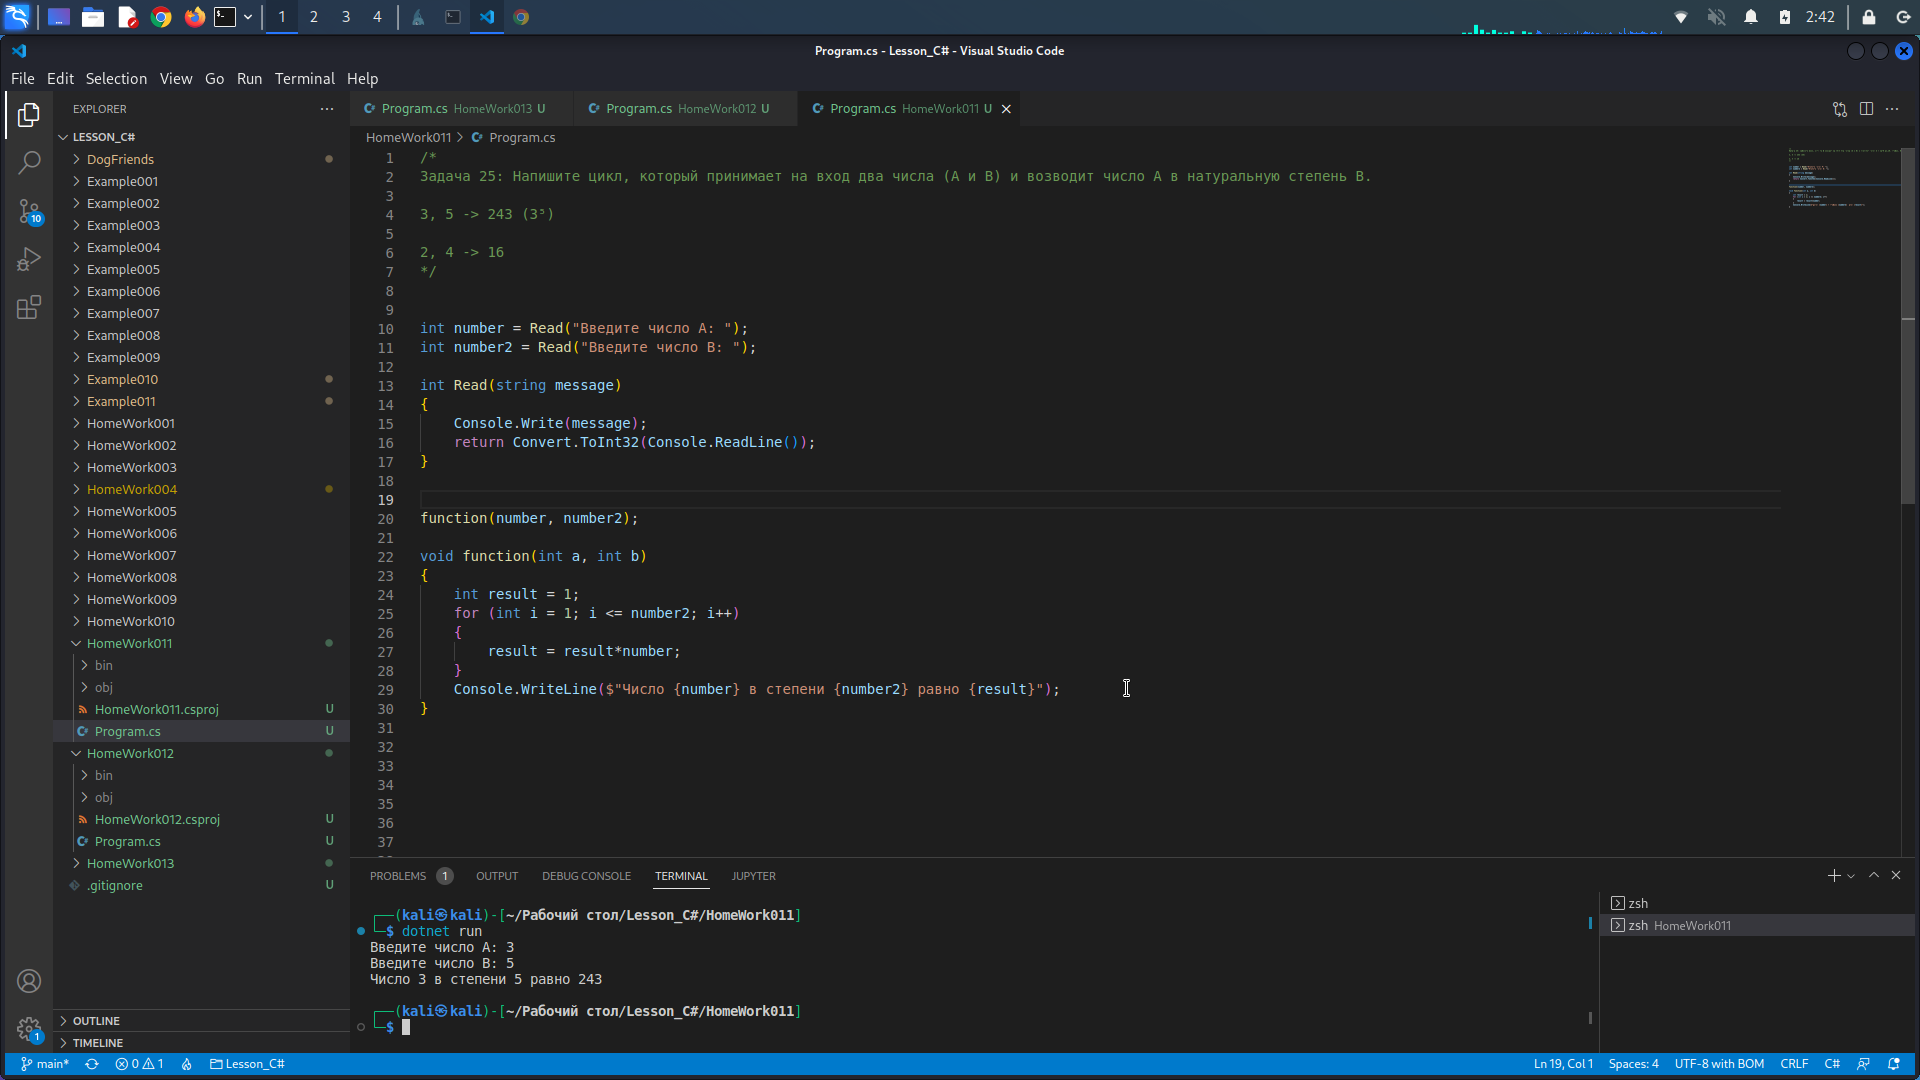 1 2 3 4 2:42
Program.cs - Lesson_C# - Visual Studio Code
File Edit Selection View Go Run Terminal Help
EXPLORER
LESSON_C#
DogFriends
Example001
Example002
Example003
Example004
Example005
Example006
Example007
Example008
Example009
Example010
Example011
HomeWork001
HomeWork002
HomeWork003
HomeWork004
HomeWork005
HomeWork006
HomeWork007
HomeWork008
HomeWork009
HomeWork010
HomeWork011
bin
obj
HomeWork011.csproj U
Program.cs U
HomeWork012
bin
obj
HomeWork012.csproj U
Program.cs U
HomeWork013
.gitignore U
OUTLINE
TIMELINE
10
1
Program.cs HomeWork013 U Program.cs HomeWork012 U Program.cs HomeWork011 U
HomeWork011 > Program.cs
1 /*
2 Задача 25: Напишите цикл, который принимает на вход два числа (A и B) и возводит число A в натуральную степень B.
3
4 3, 5 -> 243 (3⁵)
5
6 2, 4 -> 16
7 */
8
9
10 int number = Read("Введите число A: ");
11 int number2 = Read("Введите число B: ");
12
13 int Read(string message)
14 {
15 Console.Write(message);
16 return Convert.ToInt32(Console.ReadLine());
17 }
18
19
20 function(number, number2);
21
22 void function(int a, int b)
23 {
24 int result = 1;
25 for (int i = 1; i <= number2; i++)
26 {
27 result = result*number;
28 }
29 Console.WriteLine($"Число {number} в степени {number2} равно {result}");
30 }
31
32
33
34
35
36
37
PROBLEMS 1 OUTPUT DEBUG CONSOLE TERMINAL JUPYTER
┌──(kali㉿kali)-[~/Рабочий стол/Lesson_C#/HomeWork011]
└─$ dotnet run
Введите число A: 3
Введите число B: 5
Число 3 в степени 5 равно 243
┌──(kali㉿kali)-[~/Рабочий стол/Lesson_C#/HomeWork011]
└─$
zsh
zsh HomeWork011
main* 0 1 Lesson_C# Ln 19, Col 1 Spaces: 4 UTF-8 with BOM CRLF C#